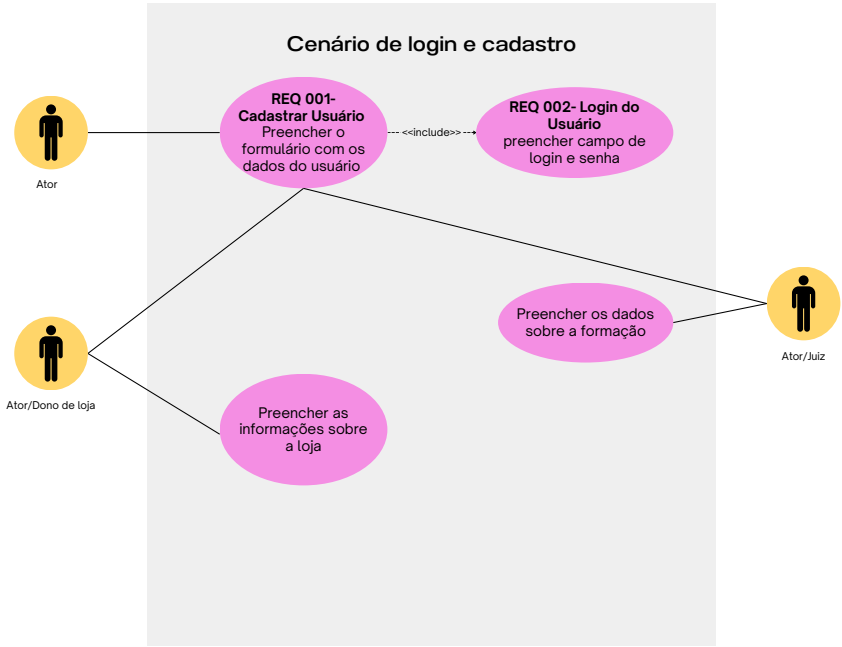 Cenário de login e cadastro
REQ 001-
Cadastrar Usuário
Preencher o
formulário com os
dados do usuário
<<include>>
REQ 002- Login do
Usuário
preencher campo de
login e senha
Ator
Preencher os dados
sobre a formação
Ator/Juiz
Ator/Dono de loja
Preencher as
informações sobre
a loja